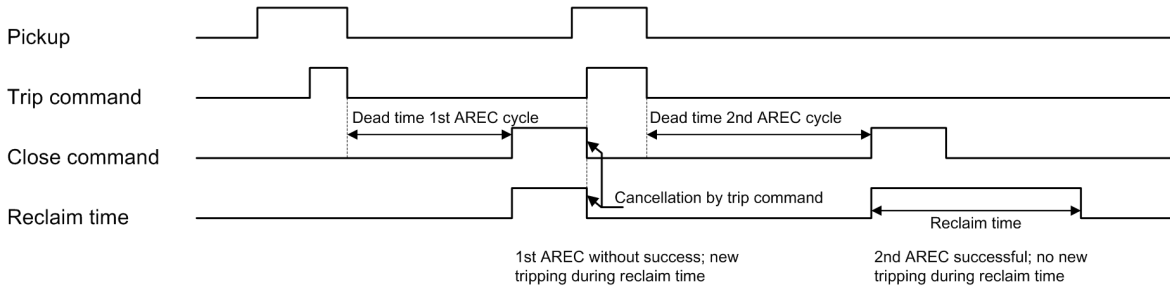 Pickup
Trip command
Dead time 1st AREC cycle
Dead time 2nd AREC cycle
Close command
Cancellation by trip command
Reclaim time
Reclaim time
1st AREC without success; new
tripping during reclaim time
2nd AREC successful; no new
tripping during reclaim time